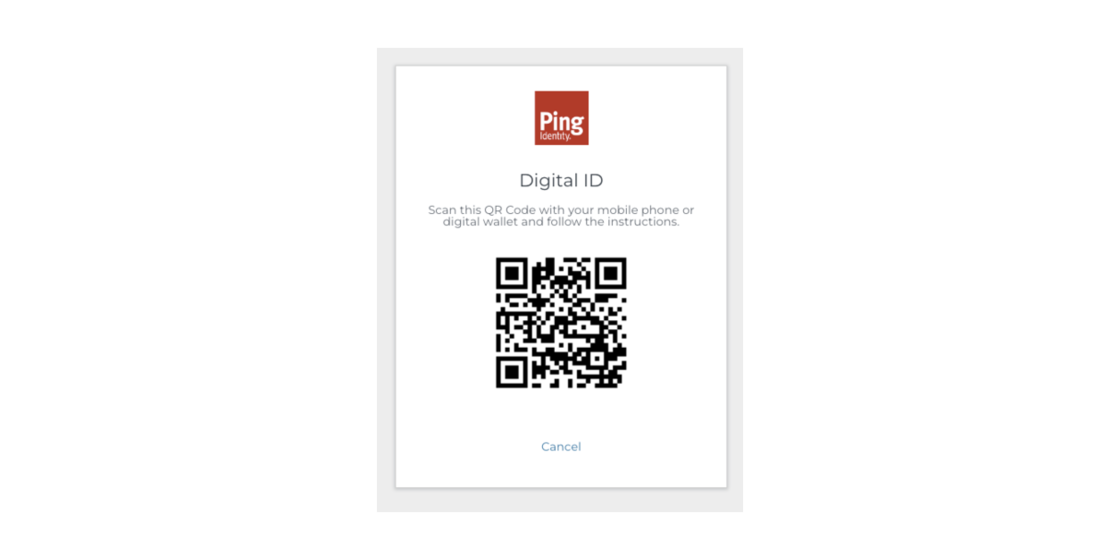 Ping
Identity.
Digital ID
Scan this QR Code with your mobile phone or
digital wallet and follow the instructions.
Cancel